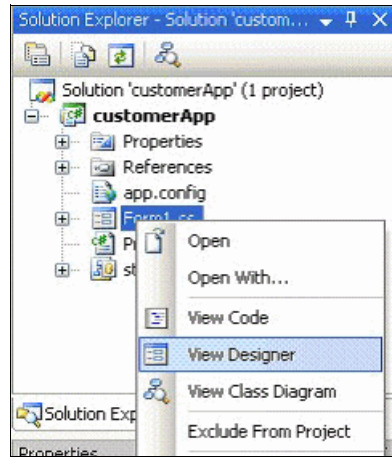 Solution Explorer - Solution 'custom...
Solution 'customerApp' (1 project)
customerApp
Properties
References
app.config
Form1.cs
Open
Open With...
View Code
View Designer
View Class Diagram
Exclude From Project
Solution Exp
Properties